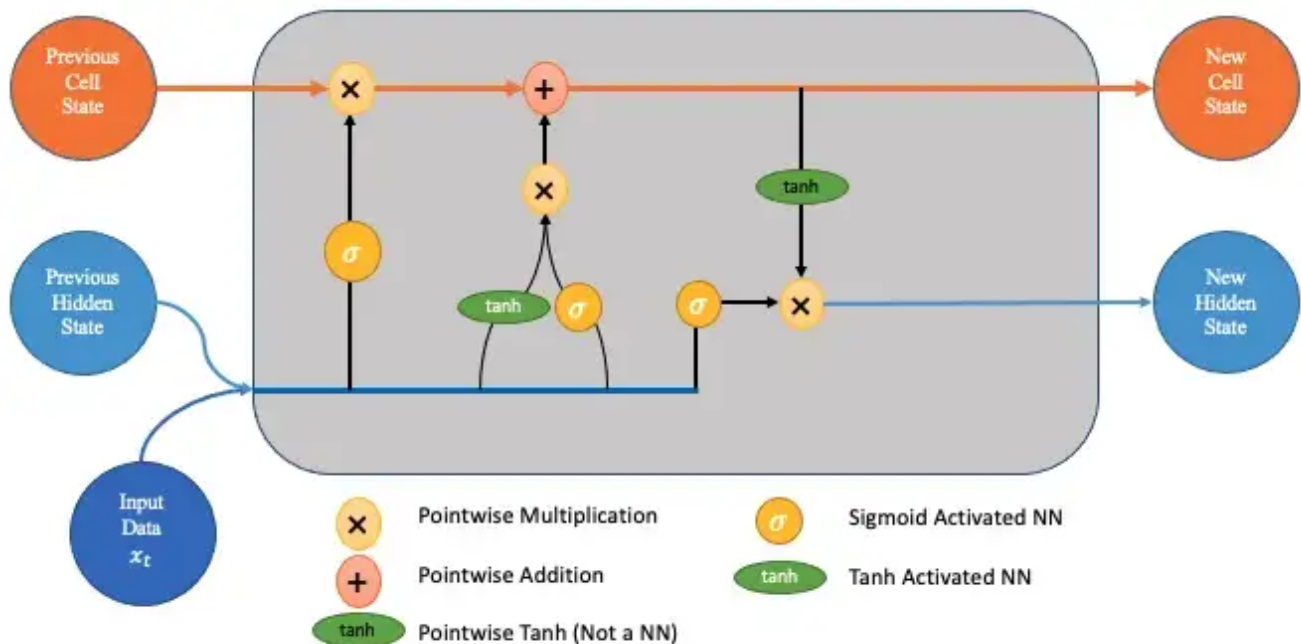 Previous
Cell
State
×
+
New
Cell
State
×
tanh
σ
Previous
Hidden
State
tanh
σ
σ
×
New
Hidden
State
Input
Data
xₜ
× Pointwise Multiplication
σ Sigmoid Activated NN
+ Pointwise Addition
tanh Tanh Activated NN
tanh Pointwise Tanh (Not a NN)